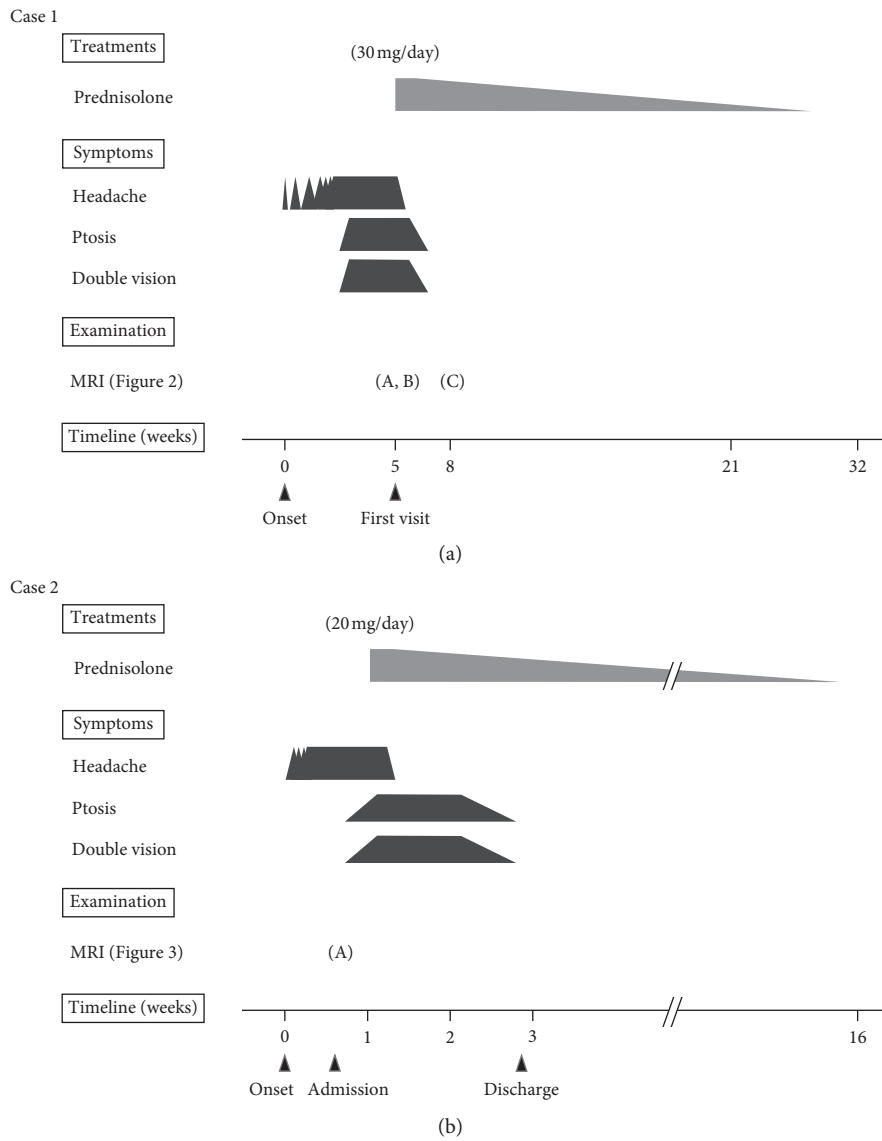 Case 1
Treatments
(30 mg/day)
Prednisolone
Symptoms
Headache
Ptosis
Double vision
Examination
MRI (Figure 2) (A, B) (C)
Timeline (weeks)
0 5 8 21 32
Onset First visit
(a)
Case 2
Treatments
(20 mg/day)
Prednisolone
Symptoms
Headache
Ptosis
Double vision
Examination
MRI (Figure 3) (A)
Timeline (weeks)
0 1 2 3 16
Onset Admission Discharge
(b)